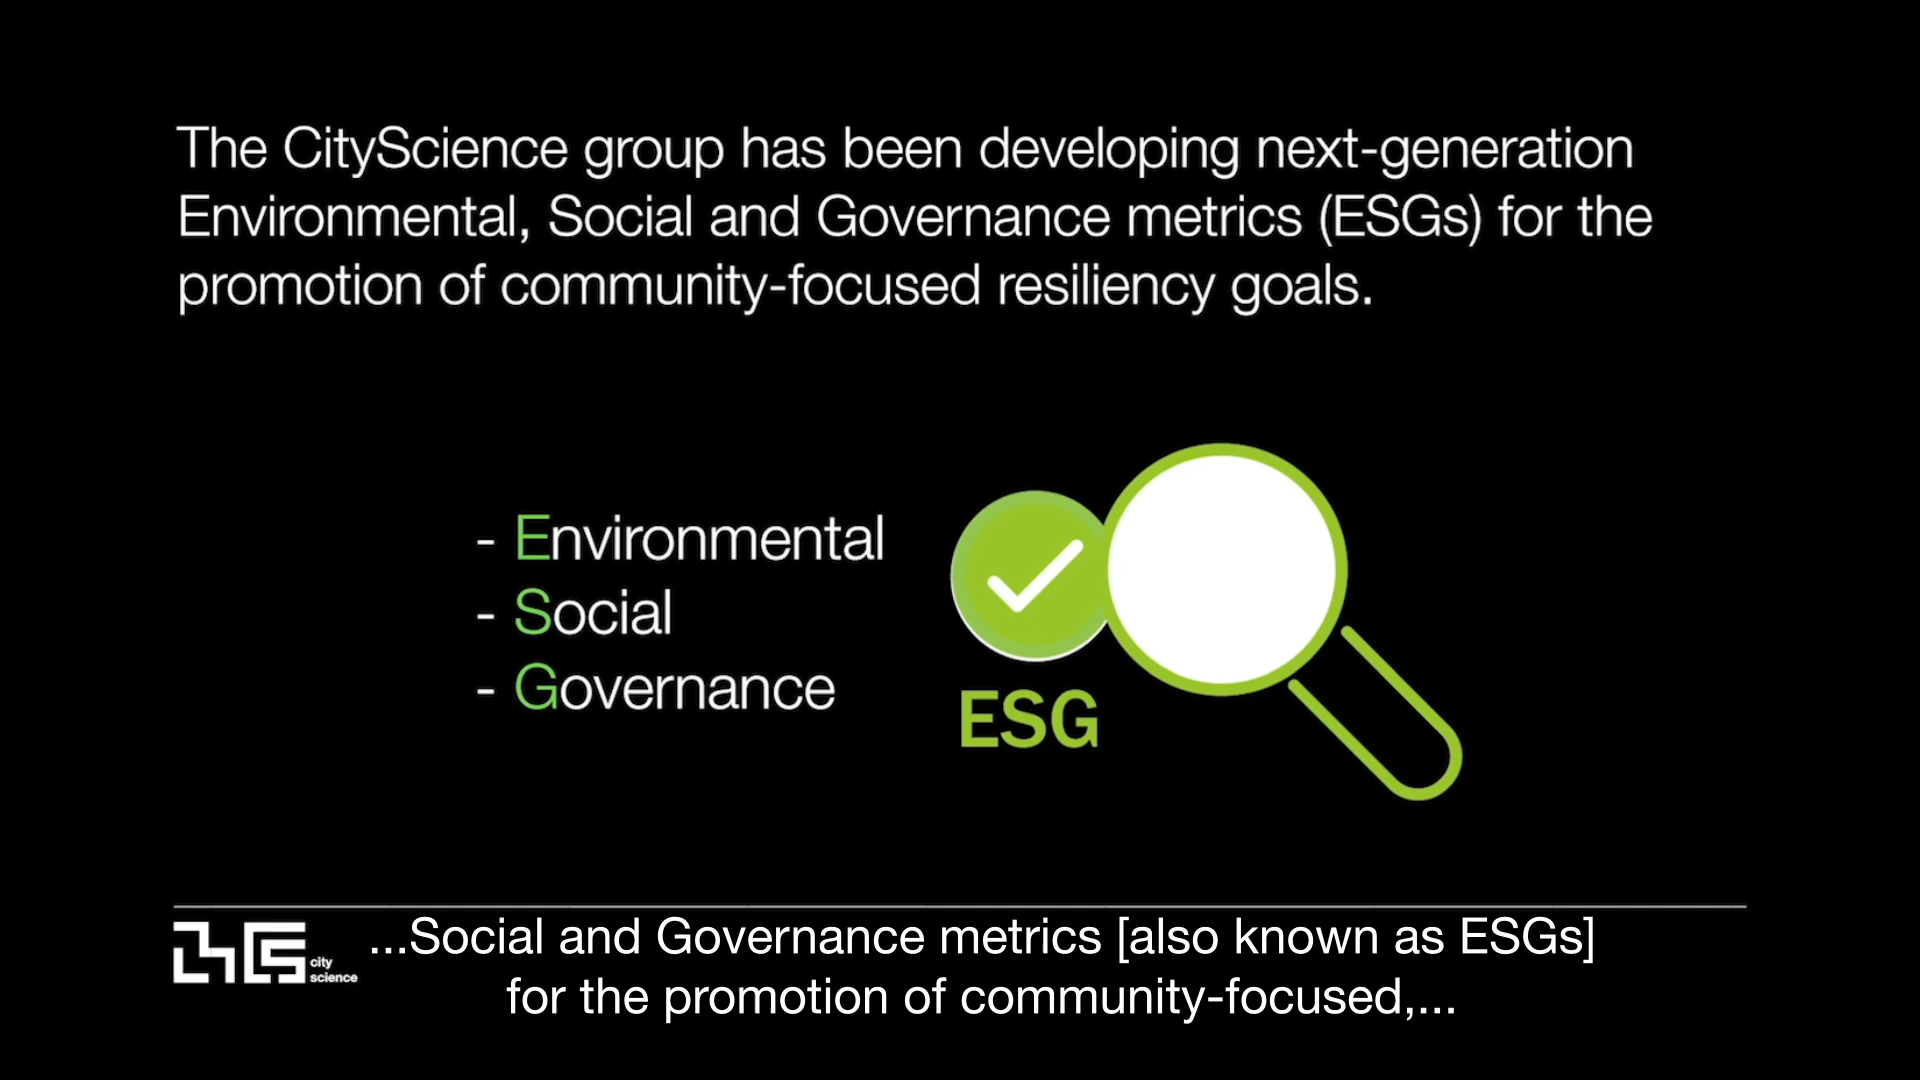 The CityScience group has been developing next-generation
Environmental, Social and Governance metrics (ESGs) for the
promotion of community-focused resiliency goals.
- Environmental
- Social
- Governance
ESG
city
science
...Social and Governance metrics [also known as ESGs]
for the promotion of community-focused,...